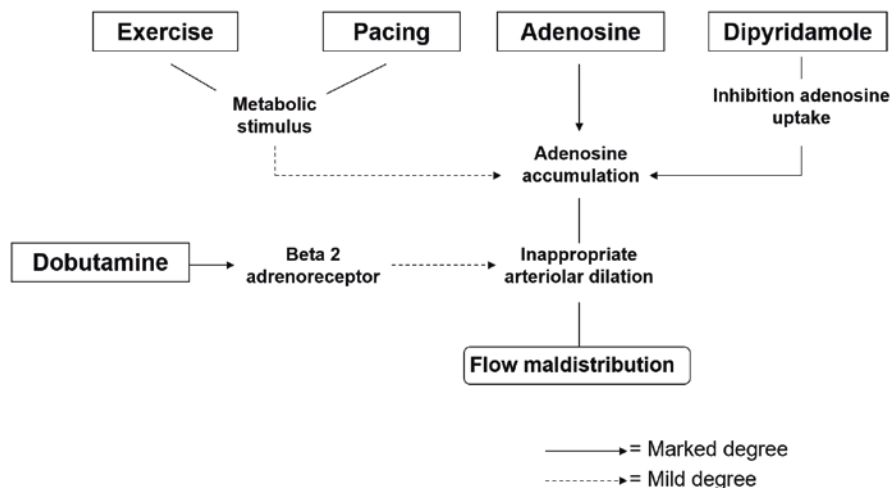 Exercise
Pacing
Adenosine
Dipyridamole
Metabolic
stimulus
Inhibition adenosine
uptake
Adenosine
accumulation
Dobutamine
Beta 2
adrenoreceptor
Inappropriate
arteriolar dilation
Flow maldistribution
= Marked degree
= Mild degree